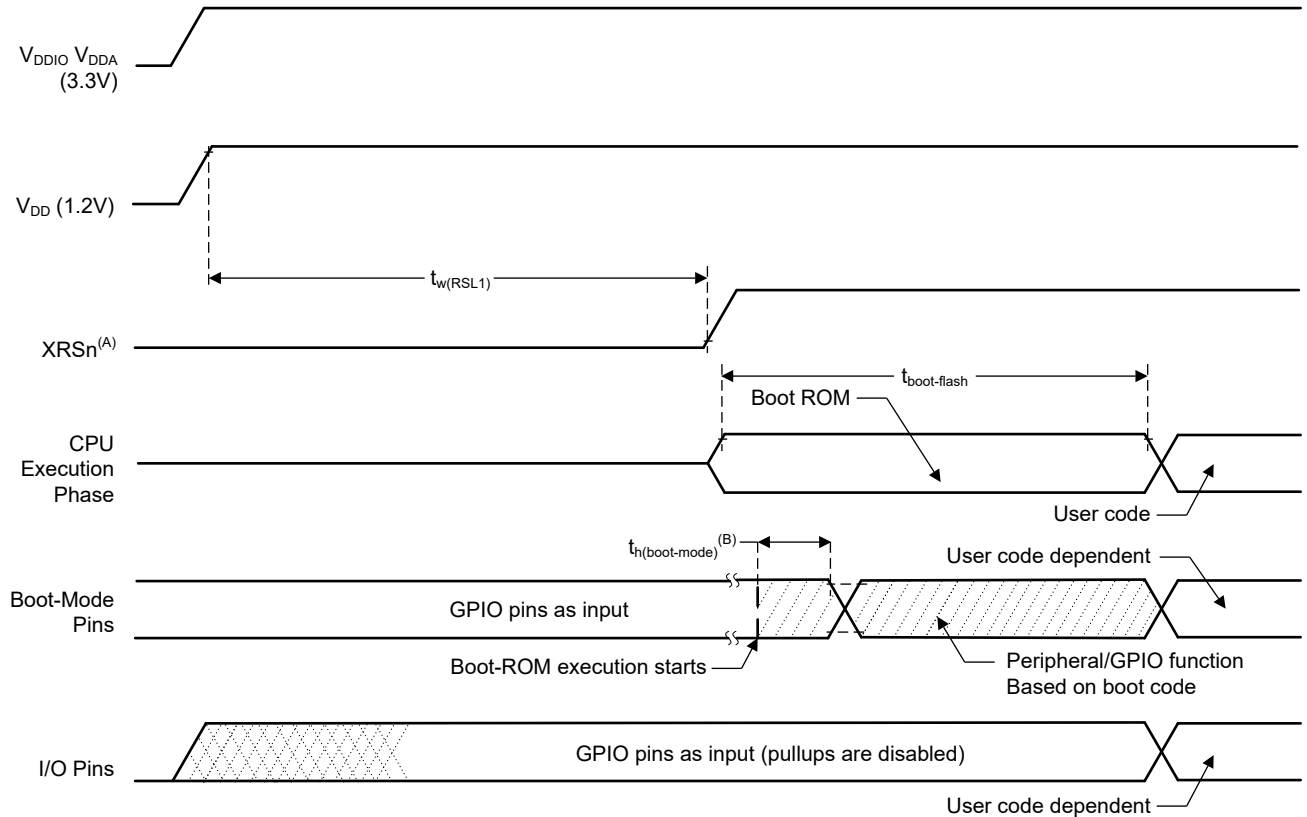 VDDIO VDDA
(3.3V)
VDD (1.2V)
tw(RSL1)
XRSn(A)
tboot-flash
Boot ROM
CPU
Execution
Phase
User code
th(boot-mode)(B)
User code dependent
Boot-Mode
Pins
GPIO pins as input
Boot-ROM execution starts
Peripheral/GPIO function
Based on boot code
I/O Pins
GPIO pins as input (pullups are disabled)
User code dependent